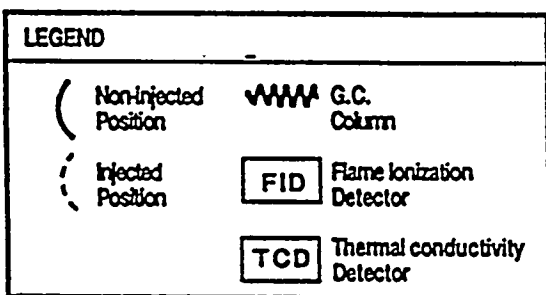 LEGEND
Non-injected
Position
G.C.
Column
Injected
Position
FID
Flame Ionization
Detector
TCD
Thermal conductivity
Detector